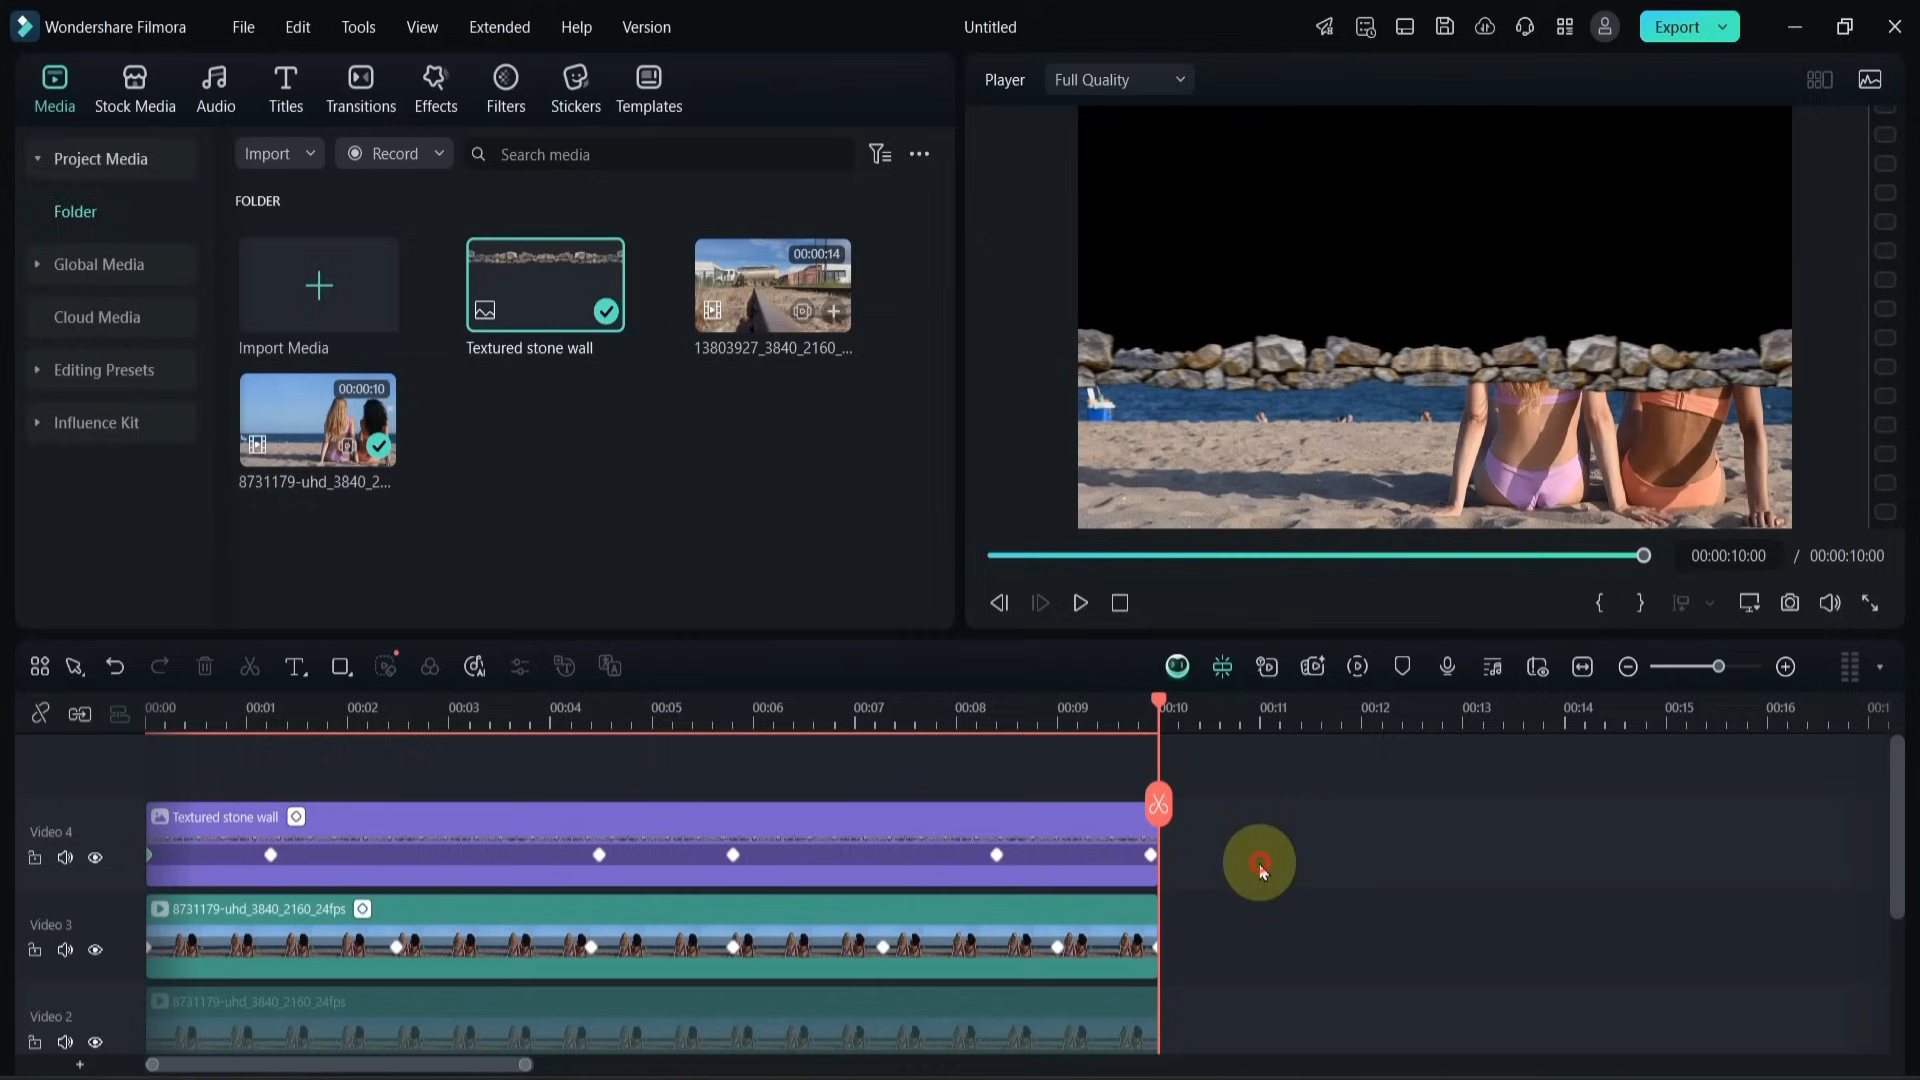 Wondershare Filmora
File
Edit
Tools
View
Extended
Help
Version
Untitled
Export
Media
Stock Media
Audio
Titles
Transitions
Effects
Filters
Stickers
Templates
Player
Full Quality
Project Media
Import
Record
Search media
Folder
FOLDER
Global Media
Cloud Media
Editing Presets
Influence Kit
00:00:14
Import Media
Textured stone wall
13803927_3840_2160_...
00:00:10
8731179-uhd_3840_2...
00:00:10:00 / 00:00:10:00
00:00
00:01
00:02
00:03
00:04
00:05
00:06
00:07
00:08
00:09
00:10
00:11
00:12
00:13
00:14
00:15
00:16
00:1
Textured stone wall
Video 4
8731179-uhd_3840_2160_24fps
Video 3
8731179-uhd_3840_2160_24fps
Video 2